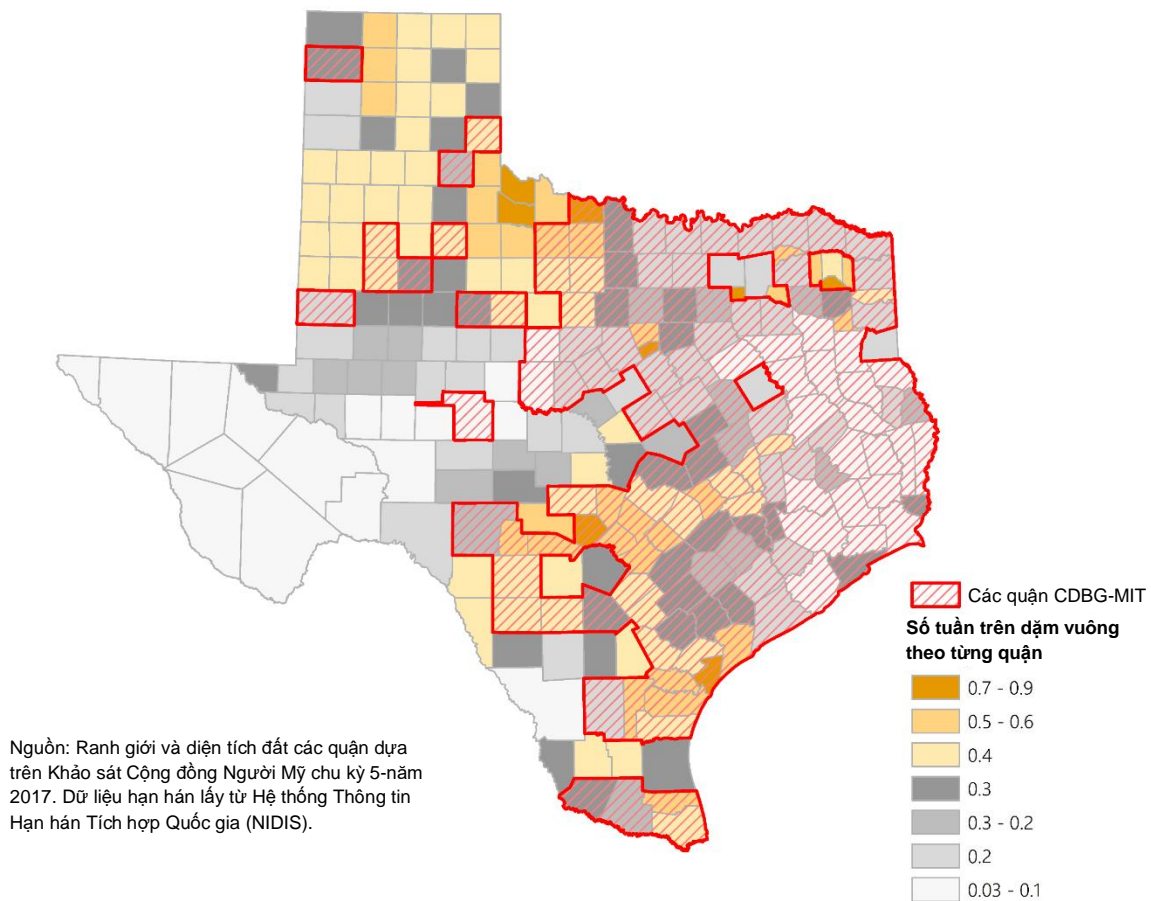 Các quận CDBG-MIT
Số tuần trên dặm vuông
theo từng quận
0.7 - 0.9
0.5 - 0.6
0.4
0.3
0.3 - 0.2
0.2
0.03 - 0.1
Nguồn: Ranh giới và diện tích đất các quận dựa
trên Khảo sát Cộng đồng Người Mỹ chu kỳ 5-năm
2017. Dữ liệu hạn hán lấy từ Hệ thống Thông tin
Hạn hán Tích hợp Quốc gia (NIDIS).